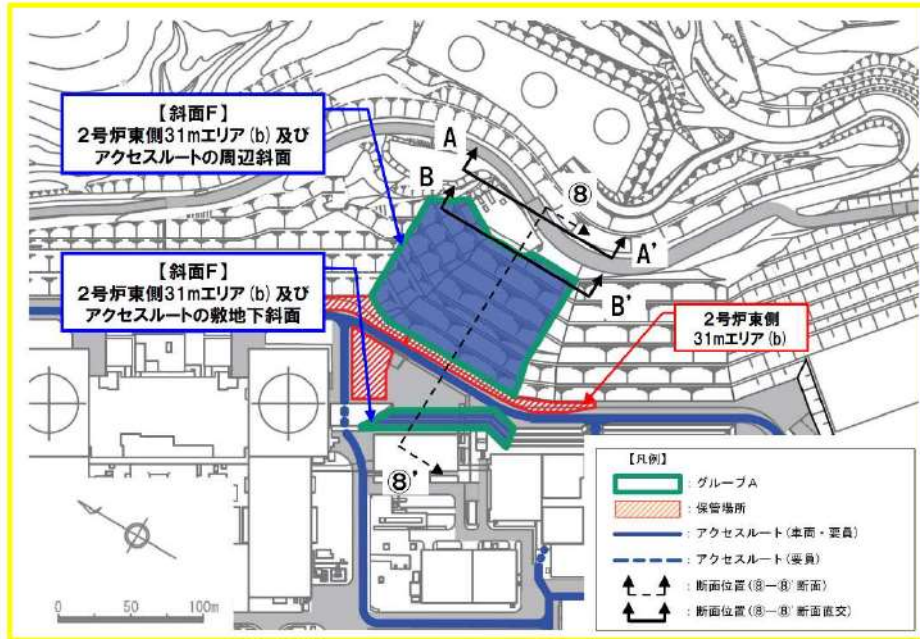 【斜面F】
2号炉東側31mエリア(b)及び
アクセスルートの周辺斜面
A
B
⑧
A'
B'
【斜面F】
2号炉東側31mエリア(b)及び
アクセスルートの敷地下斜面
2号炉東側
31mエリア(b)
⑧'
0 50 100m
【凡例】
:グループA
:保管場所
:アクセスルート(車両・要員)
:アクセスルート(要員)
:断面位置(⑧-⑧'断面)
:断面位置(⑧-⑧'断面直交)